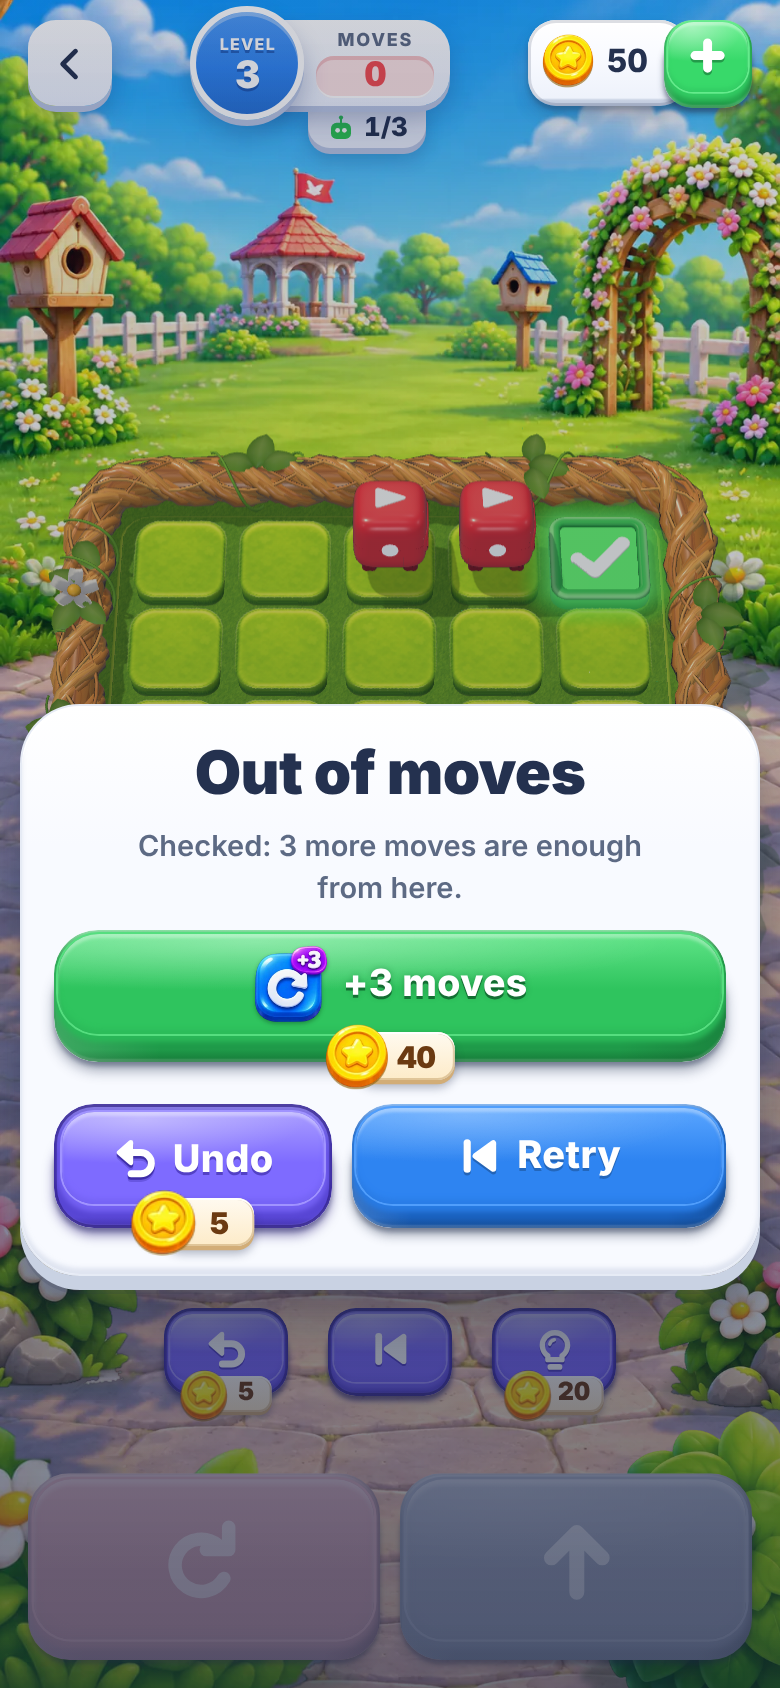 LEVEL
3
MOVES
0
50
1/3
Out of moves
Checked: 3 more moves are enough
from here.
+3
+3 moves
40
Undo
5
Retry
5
20